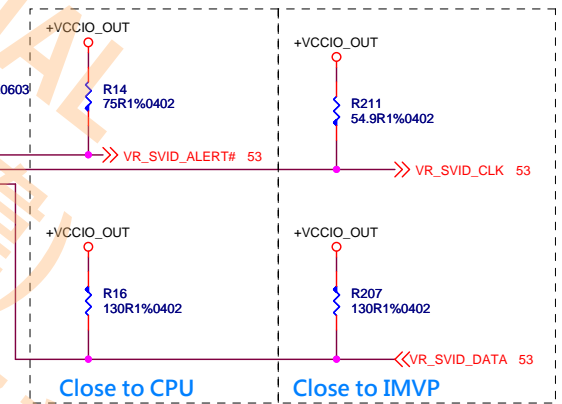 +VCCIO_OUT
+VCCIO_OUT
0603
R14
75R1%0402
R211
54.9R1%0402
VR_SVID_ALERT# 53
VR_SVID_CLK 53
+VCCIO_OUT
+VCCIO_OUT
R16
130R1%0402
R207
130R1%0402
VR_SVID_DATA 53
Close to CPU
Close to IMVP